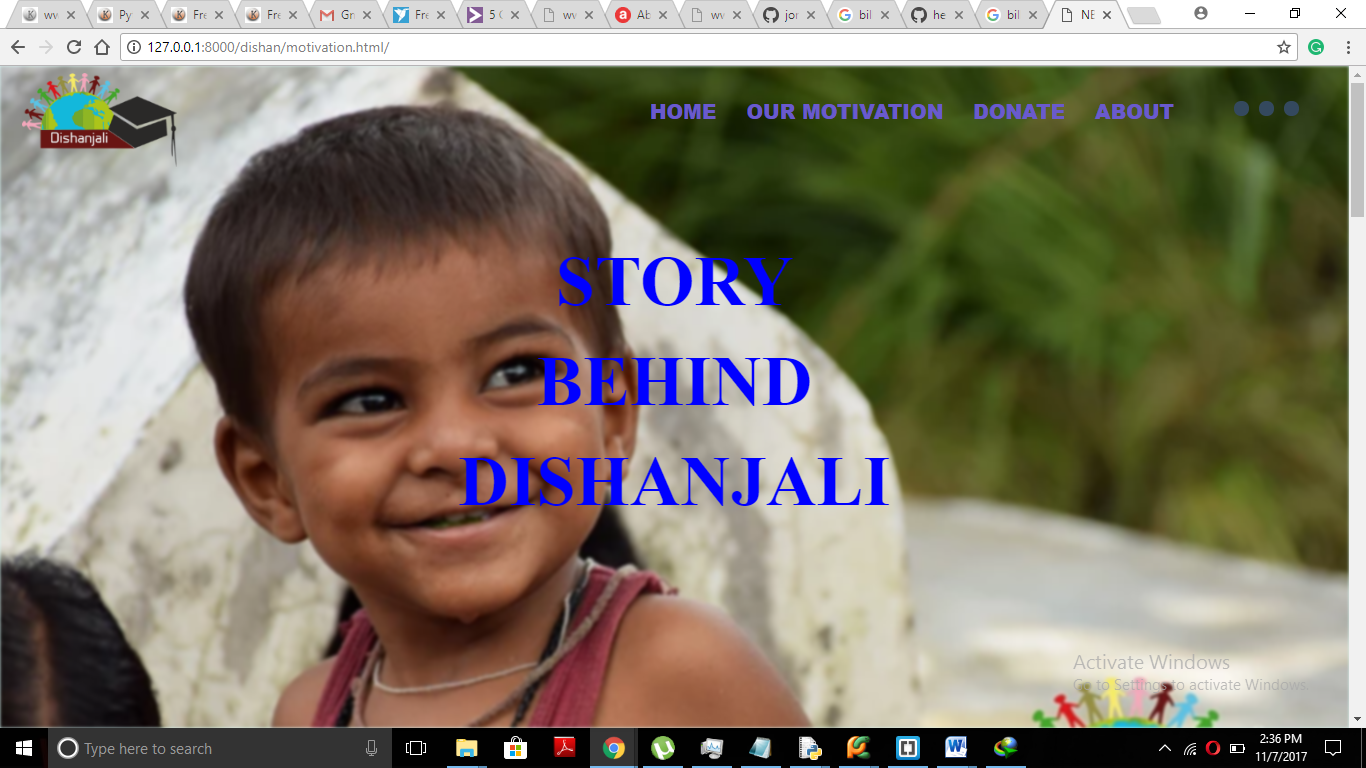 wv
Py
Fre
Fre
Gr
Fre
5 (
wv
Ab
wv
jor
bil
he
bil
NE
127.0.0.1:8000/dishan/motivation.html/
Dishanjali
HOME OUR MOTIVATION DONATE ABOUT
STORY
BEHIND
DISHANJALI
Activate Windows
Go to Settings to activate Windows.
Type here to search
2:36 PM
11/7/2017